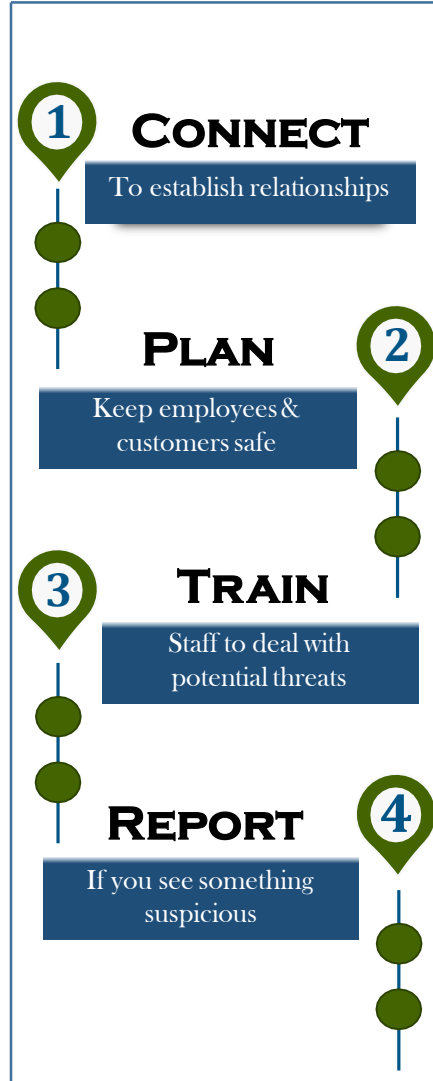 1
CONNECT
To establish relationships
PLAN
2
Keep employees &
customers safe
3
TRAIN
Staff to deal with
potential threats
REPORT
4
If you see something
suspicious